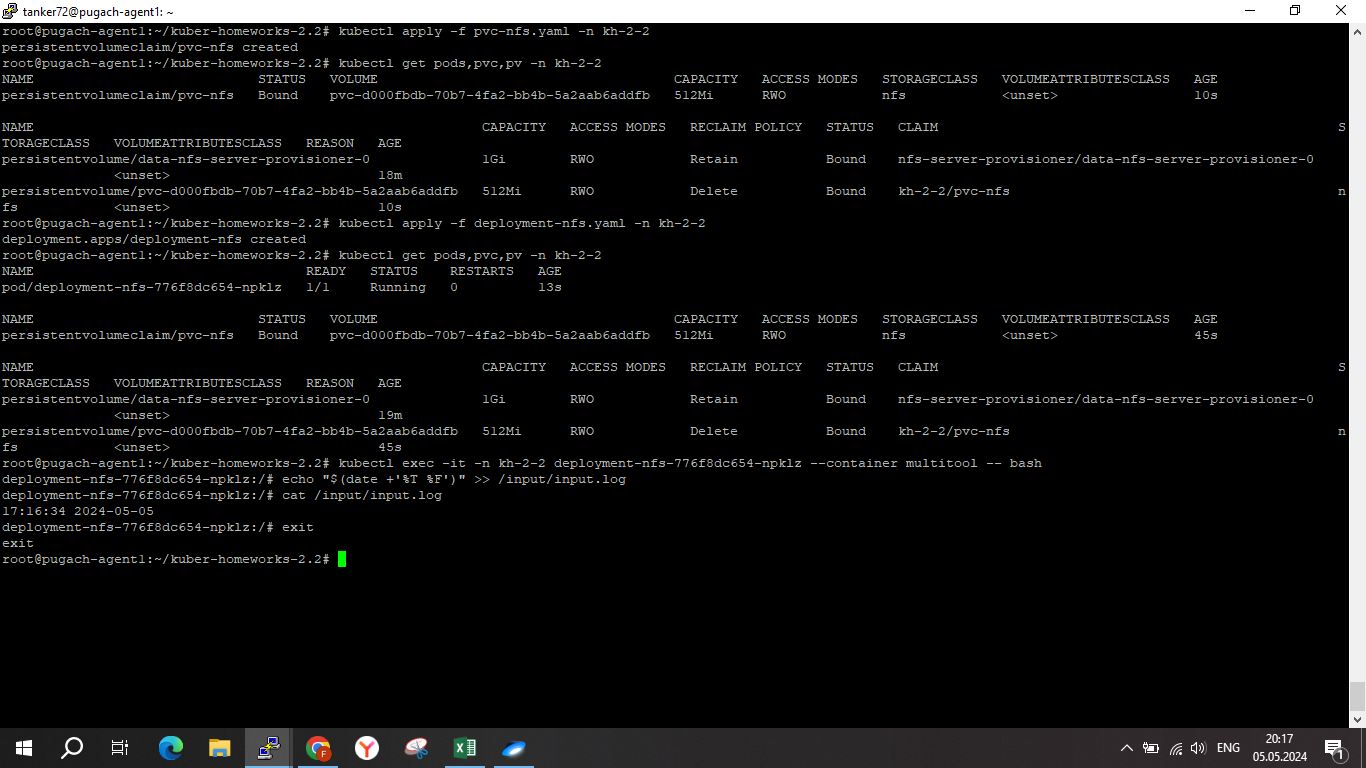 tanker72@pugach-agent1: ~
root@pugach-agent1:~/kuber-homeworks-2.2# kubectl apply -f pvc-nfs.yaml -n kh-2-2
persistentvolumeclaim/pvc-nfs created
root@pugach-agent1:~/kuber-homeworks-2.2# kubectl get pods,pvc,pv -n kh-2-2
NAME STATUS VOLUME CAPACITY ACCESS MODES STORAGECLASS VOLUMEATTRIBUTESCLASS AGE
persistentvolumeclaim/pvc-nfs Bound pvc-d000fbdb-70b7-4fa2-bb4b-5a2aab6addfb 512Mi RWO nfs <unset> 10s
NAME CAPACITY ACCESS MODES RECLAIM POLICY STATUS CLAIM S
TORAGECLASS VOLUMEATTRIBUTESCLASS REASON AGE
persistentvolume/data-nfs-server-provisioner-0 1Gi RWO Retain Bound nfs-server-provisioner/data-nfs-server-provisioner-0
<unset> 18m
persistentvolume/pvc-d000fbdb-70b7-4fa2-bb4b-5a2aab6addfb 512Mi RWO Delete Bound kh-2-2/pvc-nfs n
fs <unset> 10s
root@pugach-agent1:~/kuber-homeworks-2.2# kubectl apply -f deployment-nfs.yaml -n kh-2-2
deployment.apps/deployment-nfs created
root@pugach-agent1:~/kuber-homeworks-2.2# kubectl get pods,pvc,pv -n kh-2-2
NAME READY STATUS RESTARTS AGE
pod/deployment-nfs-776f8dc654-npklz 1/1 Running 0 13s
NAME STATUS VOLUME CAPACITY ACCESS MODES STORAGECLASS VOLUMEATTRIBUTESCLASS AGE
persistentvolumeclaim/pvc-nfs Bound pvc-d000fbdb-70b7-4fa2-bb4b-5a2aab6addfb 512Mi RWO nfs <unset> 45s
NAME CAPACITY ACCESS MODES RECLAIM POLICY STATUS CLAIM S
TORAGECLASS VOLUMEATTRIBUTESCLASS REASON AGE
persistentvolume/data-nfs-server-provisioner-0 1Gi RWO Retain Bound nfs-server-provisioner/data-nfs-server-provisioner-0
<unset> 19m
persistentvolume/pvc-d000fbdb-70b7-4fa2-bb4b-5a2aab6addfb 512Mi RWO Delete Bound kh-2-2/pvc-nfs n
fs <unset> 45s
root@pugach-agent1:~/kuber-homeworks-2.2# kubectl exec -it -n kh-2-2 deployment-nfs-776f8dc654-npklz --container multitool -- bash
deployment-nfs-776f8dc654-npklz:/# echo "$(date +'%T %F')" >> /input/input.log
deployment-nfs-776f8dc654-npklz:/# cat /input/input.log
17:16:34 2024-05-05
deployment-nfs-776f8dc654-npklz:/# exit
exit
root@pugach-agent1:~/kuber-homeworks-2.2#
ENG
20:17
05.05.2024
1